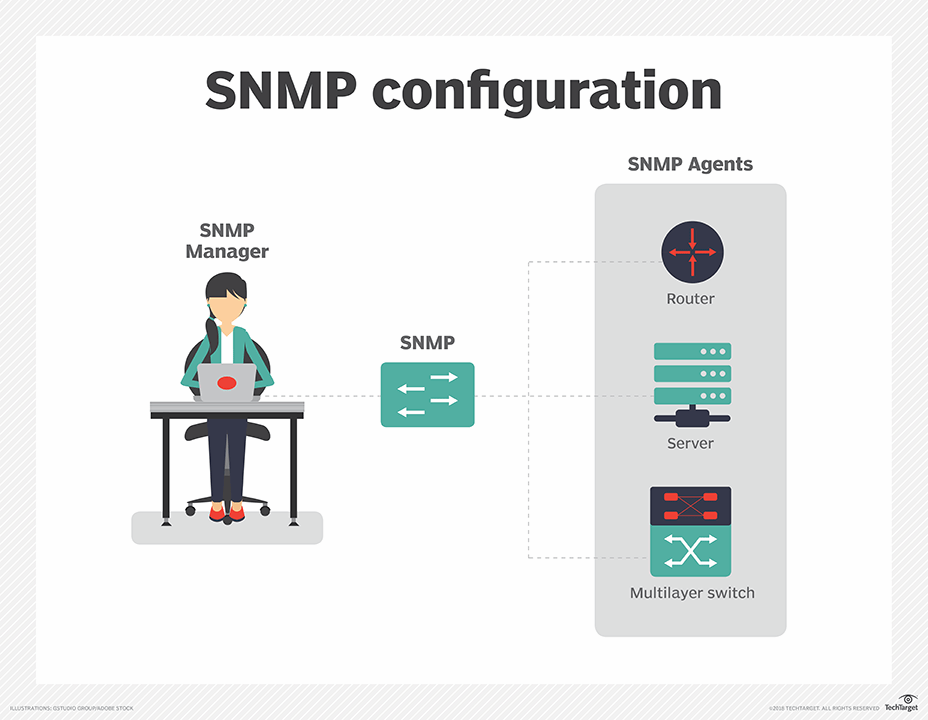 SNMP configuration
SNMP Agents
SNMP
Manager
Router
SNMP
Server
Multilayer switch
ILLUSTRATIONS: GSTUDIO GROUP/ADOBE STOCK
©2018 TECHTARGET. ALL RIGHTS RESERVED
TechTarget